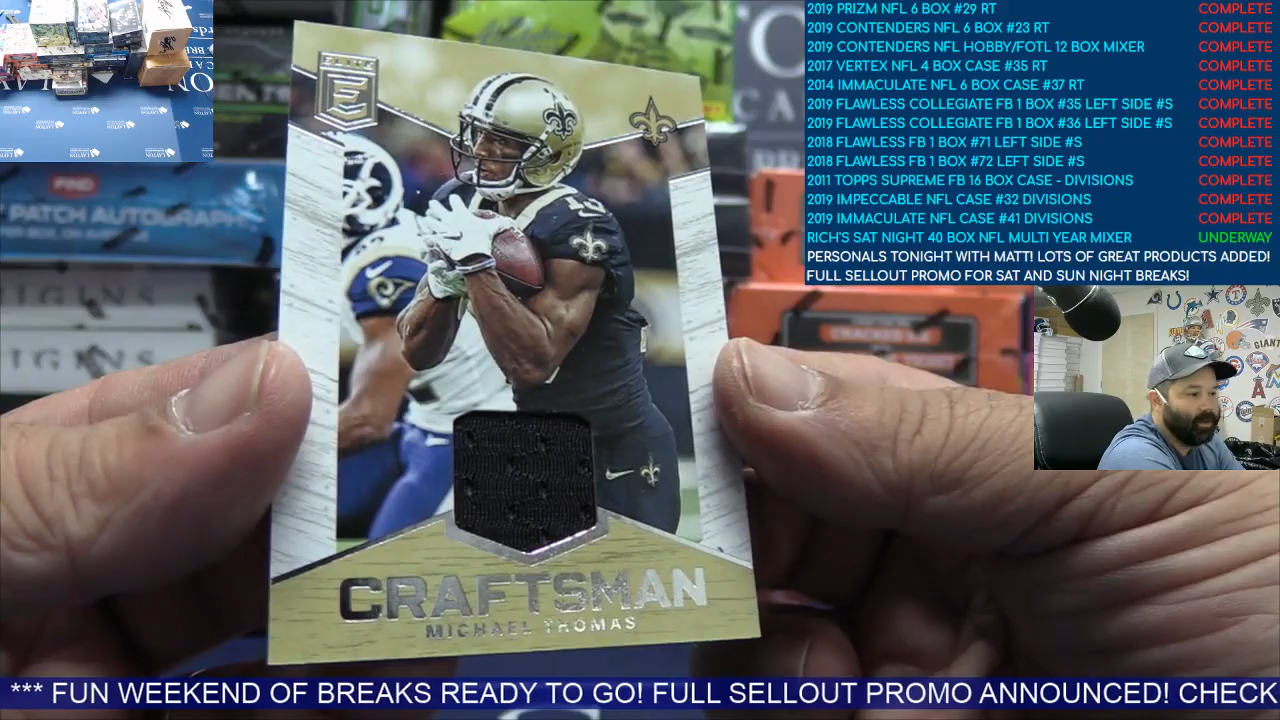 2019 PRIZM NFL 6 BOX #29 RT COMPLETE
2019 CONTENDERS NFL 6 BOX #23 RT COMPLETE
2019 CONTENDERS NFL HOBBY/FOTL 12 BOX MIXER COMPLETE
2017 VERTEX NFL 4 BOX CASE #35 RT COMPLETE
2014 IMMACULATE NFL 6 BOX CASE #37 RT COMPLETE
2019 FLAWLESS COLLEGIATE FB 1 BOX #35 LEFT SIDE #S COMPLETE
2019 FLAWLESS COLLEGIATE FB 1 BOX #36 LEFT SIDE #S COMPLETE
2018 FLAWLESS FB 1 BOX #71 LEFT SIDE #S COMPLETE
2018 FLAWLESS FB 1 BOX #72 LEFT SIDE #S COMPLETE
2011 TOPPS SUPREME FB 16 BOX CASE - DIVISIONS COMPLETE
2019 IMPECCABLE NFL CASE #32 DIVISIONS COMPLETE
2019 IMMACULATE NFL CASE #41 DIVISIONS COMPLETE
RICH'S SAT NIGHT 40 BOX NFL MULTI YEAR MIXER UNDERWAY
PERSONALS TONIGHT WITH MATT! LOTS OF GREAT PRODUCTS ADDED!
FULL SELLOUT PROMO FOR SAT AND SUN NIGHT BREAKS!
ELITE
E
FIND
PATCH AUTOGRAPH
CRAFTSMAN
MICHAEL THOMAS
*** FUN WEEKEND OF BREAKS READY TO GO! FULL SELLOUT PROMO ANNOUNCED! CHECK